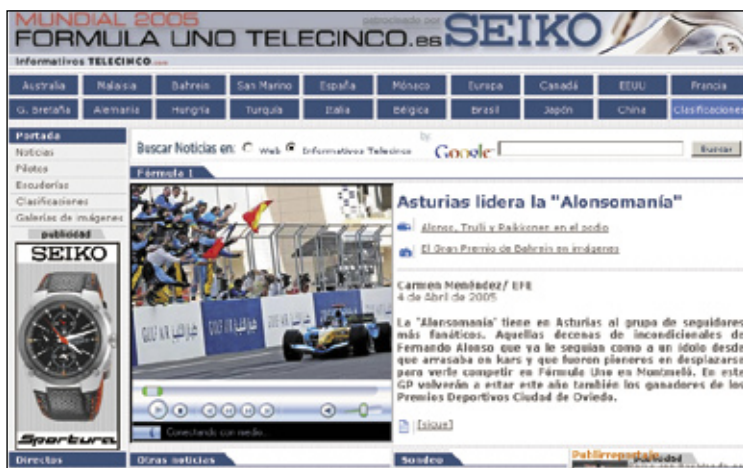 MUNDIAL 2005
FORMULA UNO TELECINCO.es
patrocinado por
SEIKO
Informativos TELECINCO.com
Australia Malasia Bahrein San Marino España Mónaco Europa Canadá EEUU Francia
G. Bretaña Alemania Hungría Turquía Italia Bélgica Brasil Japón China Clasificaciones
Portada
Noticias
Pilotos
Escuderías
Clasificaciones
Galerías de imágenes
publicidad
SEIKO
Sportura
Directos
Buscar Noticias en: Web Informativos Telecinco by: Google Buscar
Fórmula 1
GULF AIR
Conectando con medio.
Asturias lidera la "Alonsomanía"
Alonso, Trulli y Raikkonen en el podio
El Gran Premio de Bahrein en imágenes
Carmen Menéndez/ EFE
4 de Abril de 2005
La "Alonsomanía" tiene en Asturias al grupo de seguidores
más fanáticos. Aquellas decenas de incondicionales de
Fernando Alonso que ya le seguían como a un ídolo desde
que arrasaba en kars y que fueron pioneros en desplazarse
para verle competir en Fórmula Uno en Montmeló. En este
GP volverán a estar este año también los ganadores de los
Premios Deportivos Ciudad de Oviedo.
[sigue]
Otras noticias
Sondeo
Publirreportaje
publicidad